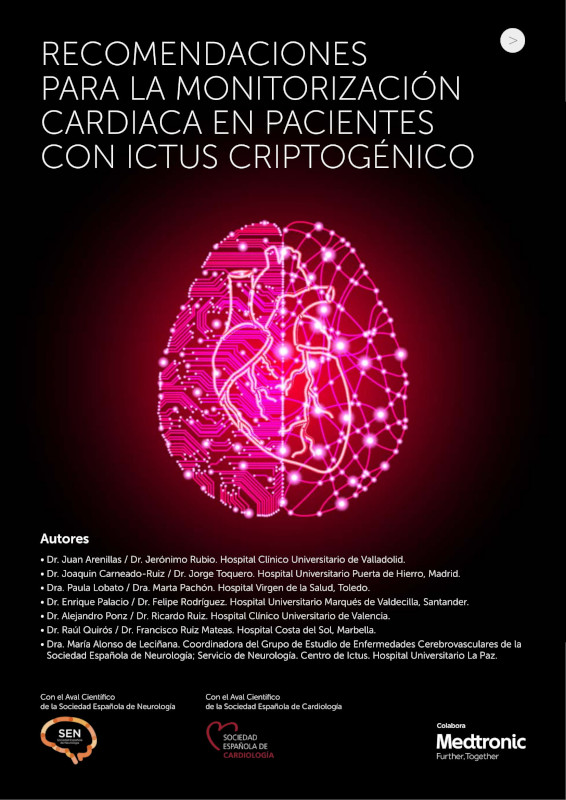 RECOMENDACIONES
PARA LA MONITORIZACIÓN
CARDIACA EN PACIENTES
CON ICTUS CRIPTOGÉNICO
>
Autores
• Dr. Juan Arenillas / Dr. Jerónimo Rubio. Hospital Clínico Universitario de Valladolid.
• Dr. Joaquin Carneado-Ruiz / Dr. Jorge Toquero. Hospital Universitario Puerta de Hierro, Madrid.
• Dra. Paula Lobato / Dra. Marta Pachón. Hospital Virgen de la Salud, Toledo.
• Dr. Enrique Palacio / Dr. Felipe Rodríguez. Hospital Universitario Marqués de Valdecilla, Santander.
• Dr. Alejandro Ponz / Dr. Ricardo Ruiz. Hospital Clínico Universitario de Valencia.
• Dr. Raúl Quirós / Dr. Francisco Ruiz Mateas. Hospital Costa del Sol, Marbella.
• Dra. María Alonso de Leciñana. Coordinadora del Grupo de Estudio de Enfermedades Cerebrovasculares de la
Sociedad Española de Neurología; Servicio de Neurología. Centro de Ictus. Hospital Universitario La Paz.
Con el Aval Científico
de la Sociedad Española de Neurología
SEN
Con el Aval Científico
de la Sociedad Española de Cardiología
SOCIEDAD
ESPAÑOLA DE
CARDIOLOGÍA
Colabora
Medtronic
Further, Together